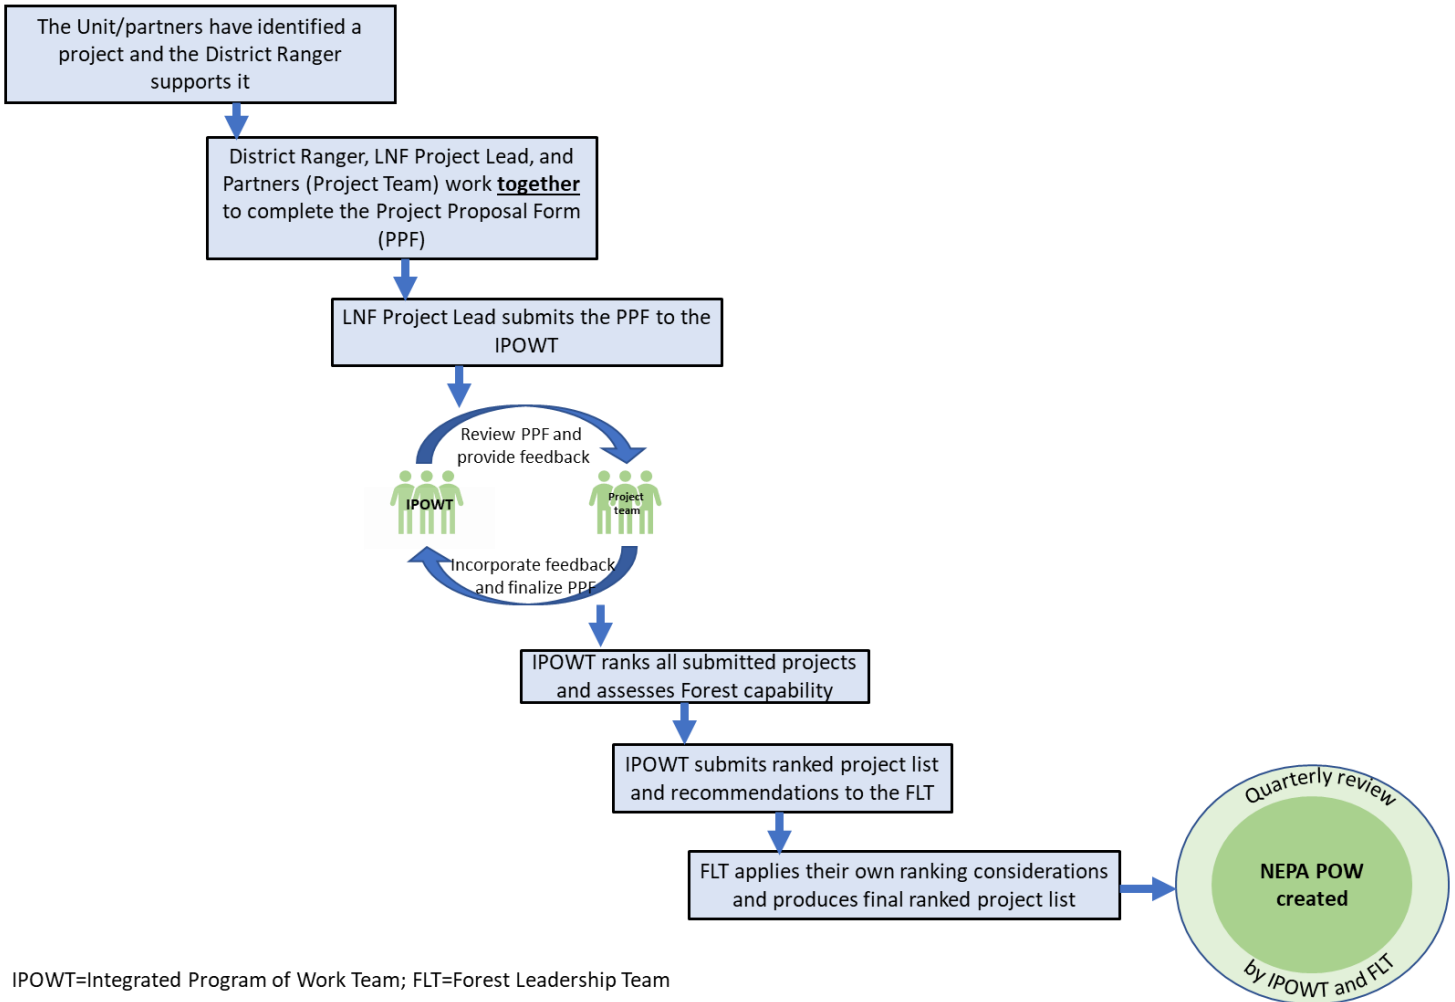 The Unit/partners have identified a
project and the District Ranger
supports it
District Ranger, LNF Project Lead, and
Partners (Project Team) work together
to complete the Project Proposal Form
(PPF)
LNF Project Lead submits the PPF to the
IPOWT
Review PPF and
provide feedback
IPOWT
Project
team
Incorporate feedback
and finalize PPF
IPOWT ranks all submitted projects
and assesses Forest capability
IPOWT submits ranked project list
and recommendations to the FLT
FLT applies their own ranking considerations
and produces final ranked project list
Quarterly review
NEPA POW
created
by IPOWT and FLT
IPOWT=Integrated Program of Work Team; FLT=Forest Leadership Team